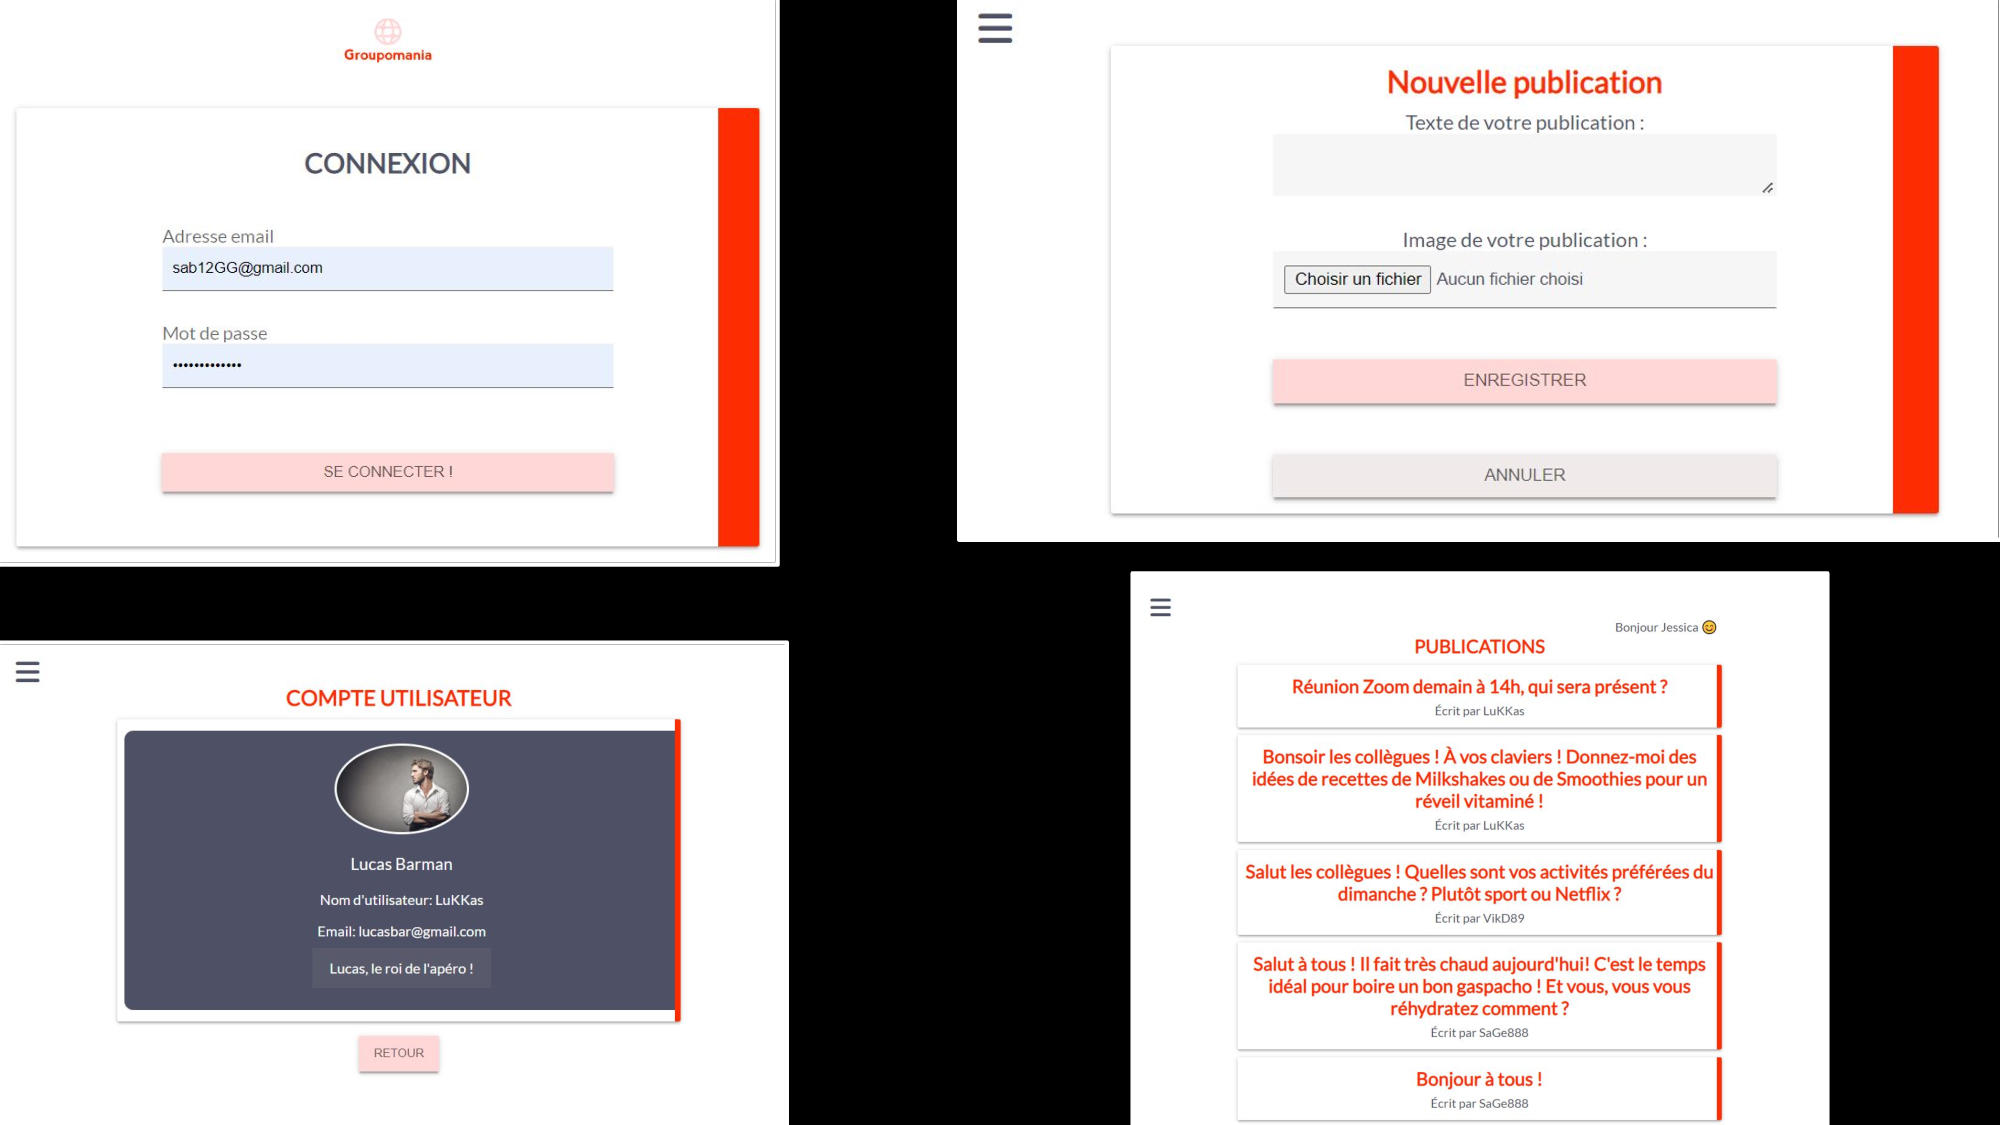 Groupomania
CONNEXION
Adresse email
sab12GG@gmail.com
Mot de passe
•••••••••••••
SE CONNECTER !
Nouvelle publication
Texte de votre publication :
Image de votre publication :
Choisir un fichier Aucun fichier choisi
ENREGISTRER
ANNULER
COMPTE UTILISATEUR
Lucas Barman
Nom d'utilisateur: LuKKas
Email: lucasbar@gmail.com
Lucas, le roi de l'apéro !
RETOUR
Bonjour Jessica 😊
PUBLICATIONS
Réunion Zoom demain à 14h, qui sera présent ?
Écrit par LuKKas
Bonsoir les collègues ! À vos claviers ! Donnez-moi des
idées de recettes de Milkshakes ou de Smoothies pour un
réveil vitaminé !
Écrit par LuKKas
Salut les collègues ! Quelles sont vos activités préférées du
dimanche ? Plutôt sport ou Netflix ?
Écrit par VikD89
Salut à tous ! Il fait très chaud aujourd'hui! C'est le temps
idéal pour boire un bon gaspacho ! Et vous, vous vous
réhydratez comment ?
Écrit par SaGe888
Bonjour à tous !
Écrit par SaGe888